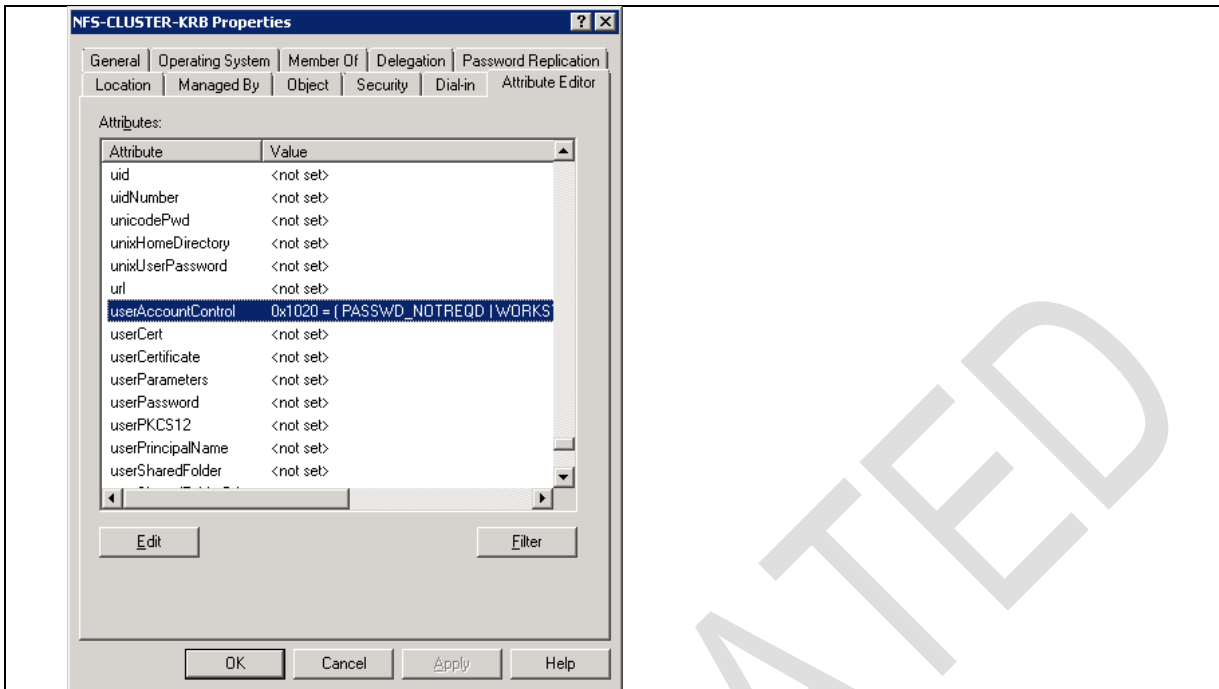 NFS-CLUSTER-KRB Properties
General Operating System Member Of Delegation Password Replication
Location Managed By Object Security Dial-in Attribute Editor
Attributes:
Attribute Value
uid <not set>
uidNumber <not set>
unicodePwd <not set>
unixHomeDirectory <not set>
unixUserPassword <not set>
url <not set>
userAccountControl 0x1020 = ( PASSWD_NOTREQD | WORKS
userCert <not set>
userCertificate <not set>
userParameters <not set>
userPassword <not set>
userPKCS12 <not set>
userPrincipalName <not set>
userSharedFolder <not set>
Edit Filter
OK Cancel Apply Help
ATED